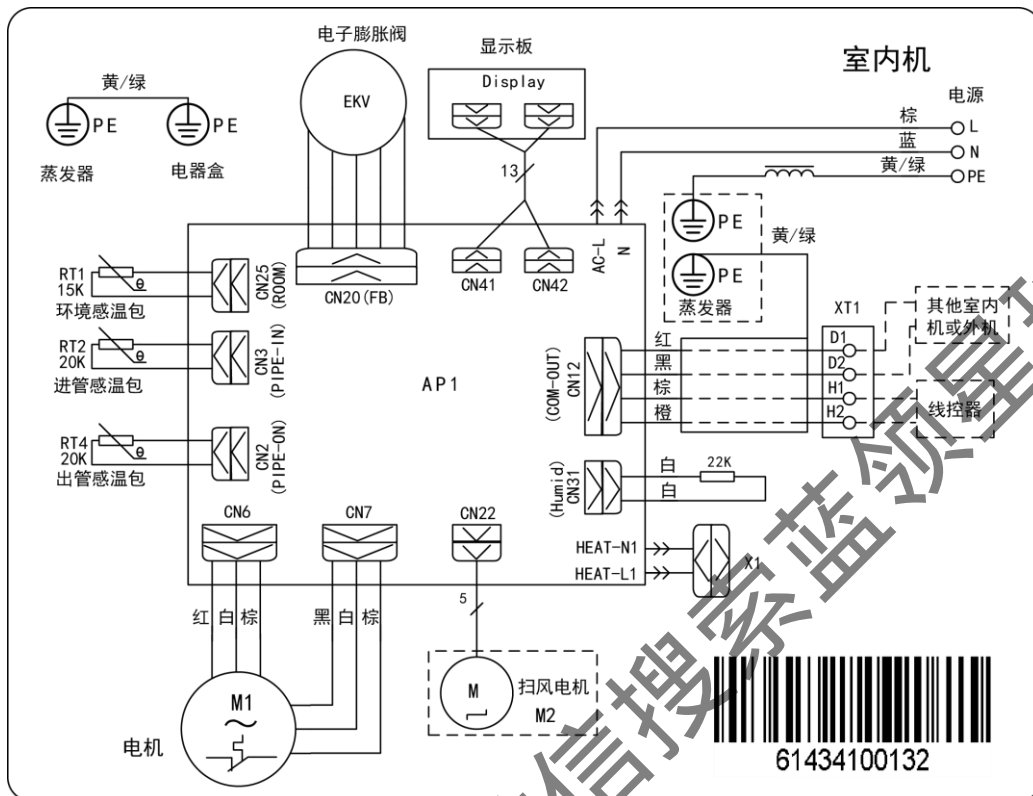 室内机
电子膨胀阀
EKV
显示板
Display
13
黄/绿
PE
PE
蒸发器
电器盒
电源
棕
L
蓝
N
黄/绿
PE
PE
黄/绿
PE
蒸发器
AC-L
N
CN20(FB)
CN41
CN42
RT1
15K
环境感温包
CN25
(ROOM)
RT2
20K
进管感温包
CN3
(PIPE-IN)
RT4
20K
出管感温包
CN2
(PIPE-ON)
θ
θ
θ
AP1
(COM-OUT)
CN12
红
黑
棕
橙
XT1
D1
D2
H1
H2
其他室内
机或外机
线控器
(Humid)
CN31
白
22K
白
HEAT-N1
HEAT-L1
X1
CN6
CN7
CN22
红
白
棕
黑
白
棕
5
M1
电机
M
扫风电机
M2
61434100132
信搜索蓝领星